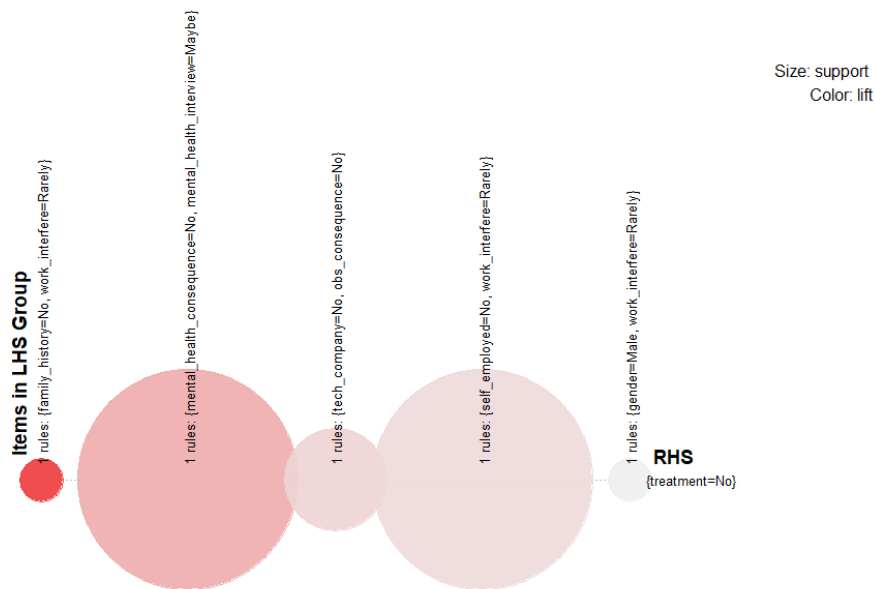 Size: support
Color: lift
Items in LHS Group
1 rules: {family_history=No, work_interfere=Rarely}
1 rules: {mental_health_consequence=No, mental_health_interview=Maybe}
1 rules: {tech_company=No, obs_consequence=No}
1 rules: {self_employed=No, work_interfere=Rarely}
1 rules: {gender=Male, work_interfere=Rarely}
RHS
{treatment=No}